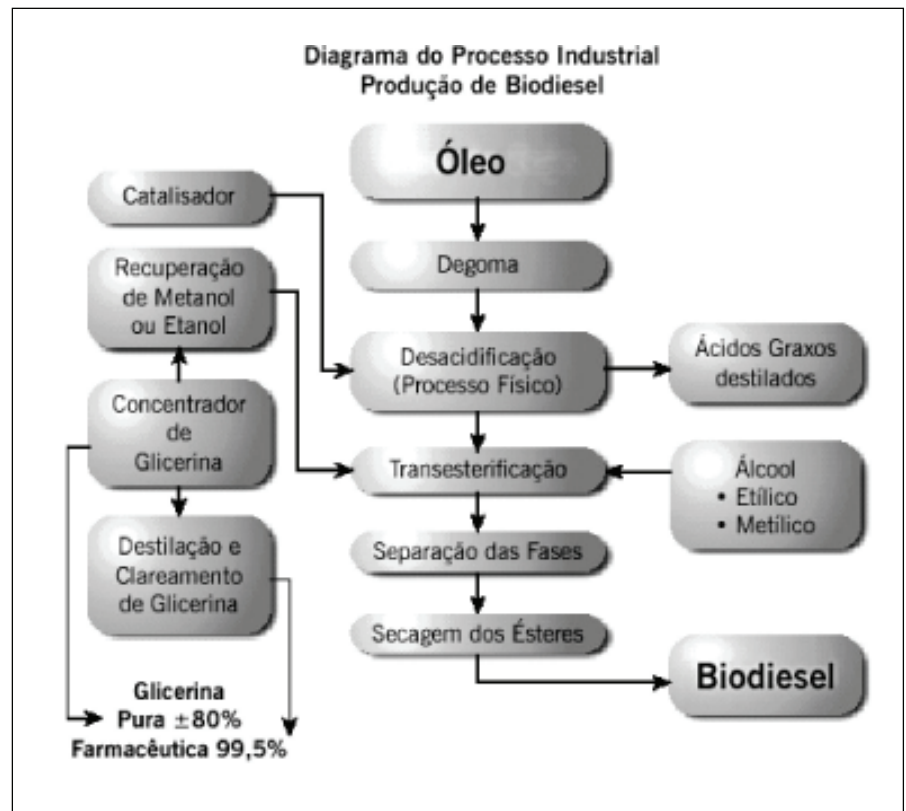 Diagrama do Processo Industrial
Produção de Biodiesel
Óleo
Catalisador
Degoma
Recuperação
de Metanol
ou Etanol
Desacidificação
(Processo Físico)
Ácidos Graxos
destilados
Concentrador
de
Glicerina
Transesterificação
Álcool
• Etílico
• Metílico
Destilação e
Clareamento
de Glicerina
Separação das Fases
Secagem dos Ésteres
Biodiesel
Glicerina
Pura ±80%
Farmacêutica 99,5%